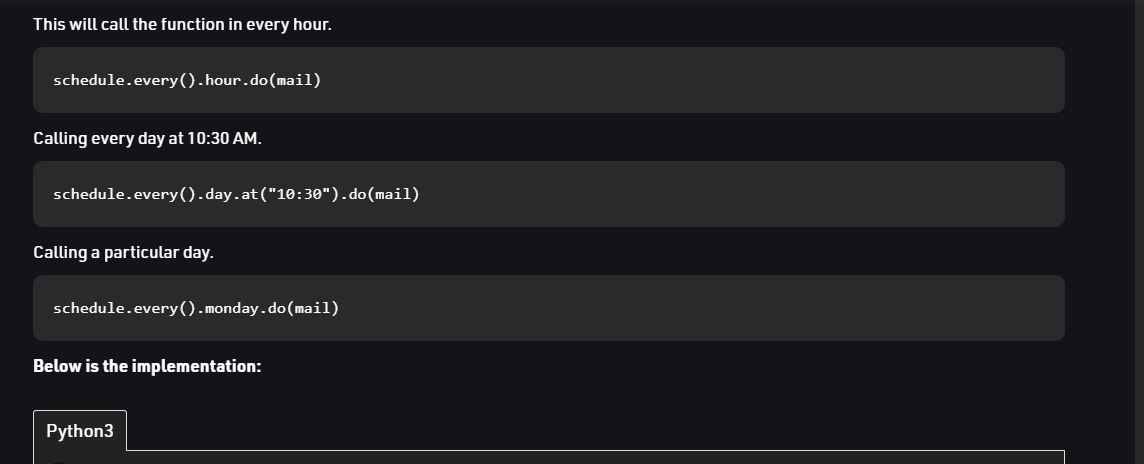 This will call the function in every hour.
schedule.every().hour.do(mail)
Calling every day at 10:30 AM.
schedule.every().day.at("10:30").do(mail)
Calling a particular day.
schedule.every().monday.do(mail)
Below is the implementation:
Python3